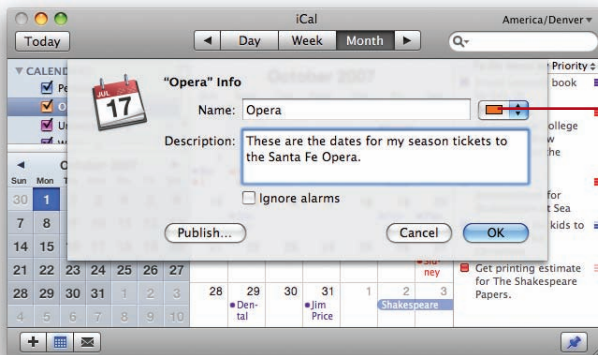 iCal
America/Denver
Today
Day Week Month
CALEN
Priority
book
"Opera" Info
JUL
17
Name: Opera
Description: These are the dates for my season tickets to
the Santa Fe Opera.
ollege
w
he
Ignore alarms
for
t Sea
kids to
Publish... Cancel OK
Sun Mon
30 1
7 8
14 15
21 22 23 24 25 26 27
ney
28 29 30 31 1 2 3
4 5 6 7 8 9 10
28 29 30 31 1 2 3
Den-
tal
Jim
Price
Shakespeare
Get printing estimate
for The Shakespeare
Papers.